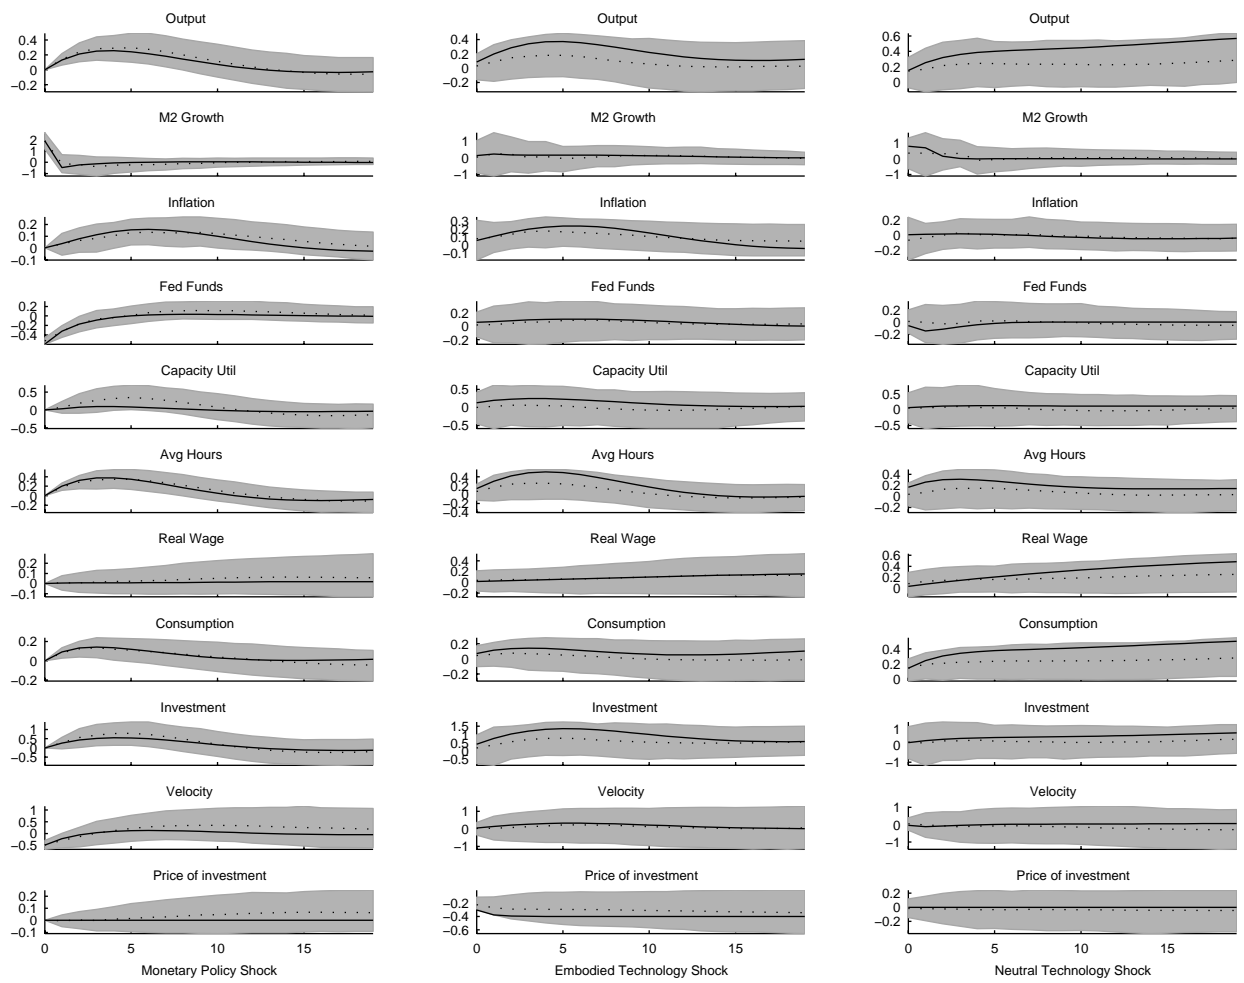 Output Output Output
0.4 0.4 0.6
0.2 0.2 0.4
0 0 0.2
−0.2 −0.2 0
M2 Growth M2 Growth M2 Growth
2 1 1
1 0 0
0 −1 −1
−1
Inflation Inflation Inflation
0.2 0.3 0.2
0.1 0.2 0
0 0.1 −0.2
−0.1 0
−0.1
Fed Funds Fed Funds Fed Funds
0.2 0.2 0.2
0 0 0
−0.2 −0.2 −0.2
−0.4
Capacity Util Capacity Util Capacity Util
0.5 0.5 0.5
0 0 0
−0.5 −0.5 −0.5
Avg Hours Avg Hours Avg Hours
0.4 0.4 0.4
0.2 0.2 0.2
0 0 0
−0.2 −0.2 −0.2
−0.4
Real Wage Real Wage Real Wage
0.2 0.4 0.6
0.1 0.2 0.4
0 0 0.2
−0.1 −0.2 0
Consumption Consumption Consumption
0.2 0.2 0.4
0 0 0.2
−0.2 −0.2 0
Investment Investment Investment
1 1.5 1
0.5 1 0
0 0.5 −1
−0.5 0
−0.5
Velocity Velocity Velocity
1 1 1
0.5 0 0
0 −1 −1
−0.5
Price of investment Price of investment Price of investment
0.2 −0.2 0.2
0.1 −0.4 0
0 −0.6 −0.2
−0.1
0 5 10 15 0 5 10 15 0 5 10 15
Monetary Policy Shock Embodied Technology Shock Neutral Technology Shock